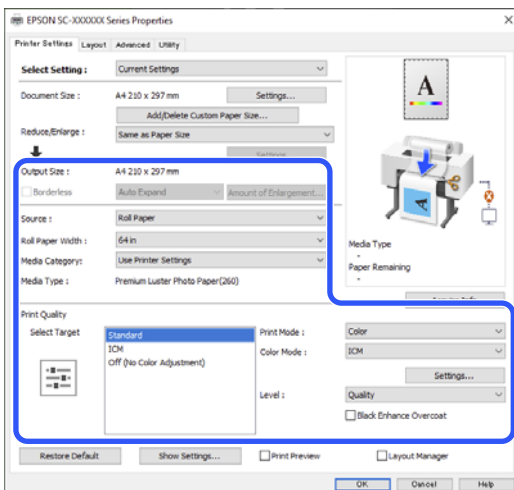 EPSON SC-XXXXXX Series Properties
Printer Settings Layout Advanced Utility
Select Setting : Current Settings
Document Size : A4 210 x 297 mm Settings...
Add/Delete Custom Paper Size...
Reduce/Enlarge : Same as Paper Size
Settings...
Output Size : A4 210 x 297 mm
Borderless Auto Expand Amount of Enlargement...
Source : Roll Paper
Roll Paper Width : 64 in
Media Category: Use Printer Settings
Media Type : Premium Luster Photo Paper(260)
A
A
Media Type
-
Paper Remaining
-
Print Quality
Select Target
Standard
ICM
Off (No Color Adjustment)
Print Mode : Color
Color Mode : ICM
Settings...
Level : Quality
Black Enhance Overcoat
Restore Default Show Settings... Print Preview Layout Manager
OK Cancel Help